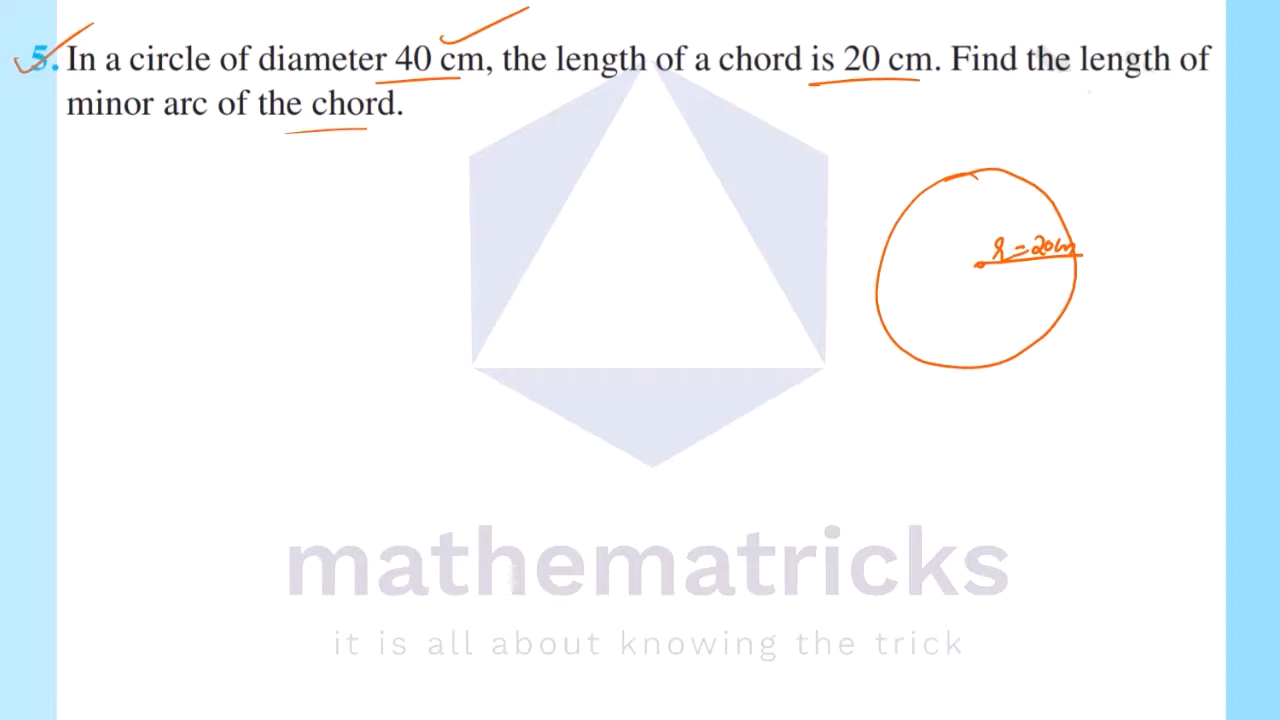 5. In a circle of diameter 40 cm, the length of a chord is 20 cm. Find the length of
minor arc of the chord.
r = 20cm
mathematricks
it is all about knowing the trick